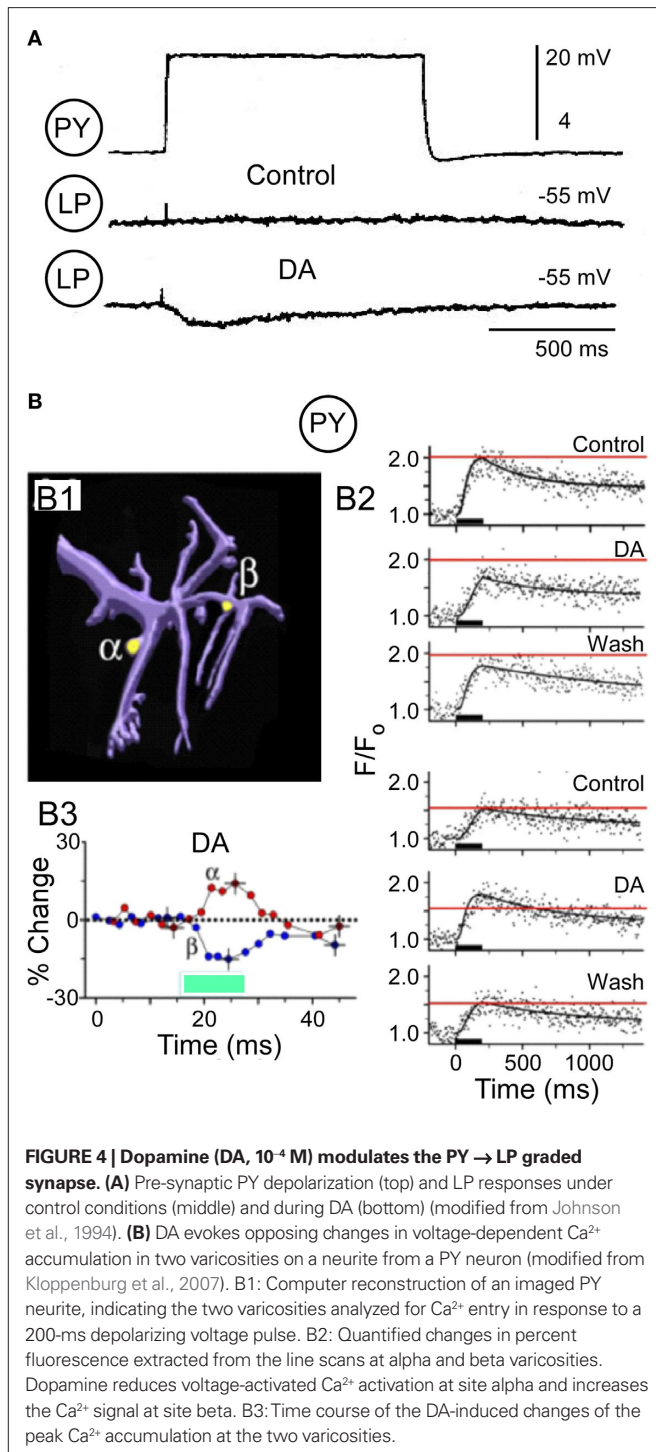 A
20 mV
4
PY
Control
LP
-55 mV
DA
LP
-55 mV
500 ms
B
PY
B1
α
β
B2
Control
2.0
1.0
DA
2.0
1.0
Wash
2.0
1.0
F/Fo
Control
2.0
1.0
DA
2.0
1.0
Wash
2.0
1.0
0 500 1000
Time (ms)
B3
30
DA
α
% Change
0
β
-30
0 20 40
Time (ms)
FIGURE 4 | Dopamine (DA, 10⁻⁴ M) modulates the PY → LP graded
synapse. (A) Pre-synaptic PY depolarization (top) and LP responses under
control conditions (middle) and during DA (bottom) (modified from Johnson
et al., 1994). (B) DA evokes opposing changes in voltage-dependent Ca²⁺
accumulation in two varicosities on a neurite from a PY neuron (modified from
Kloppenburg et al., 2007). B1: Computer reconstruction of an imaged PY
neurite, indicating the two varicosities analyzed for Ca²⁺ entry in response to a
200-ms depolarizing voltage pulse. B2: Quantified changes in percent
fluorescence extracted from the line scans at alpha and beta varicosities.
Dopamine reduces voltage-activated Ca²⁺ activation at site alpha and increases
the Ca²⁺ signal at site beta. B3: Time course of the DA-induced changes of the
peak Ca²⁺ accumulation at the two varicosities.